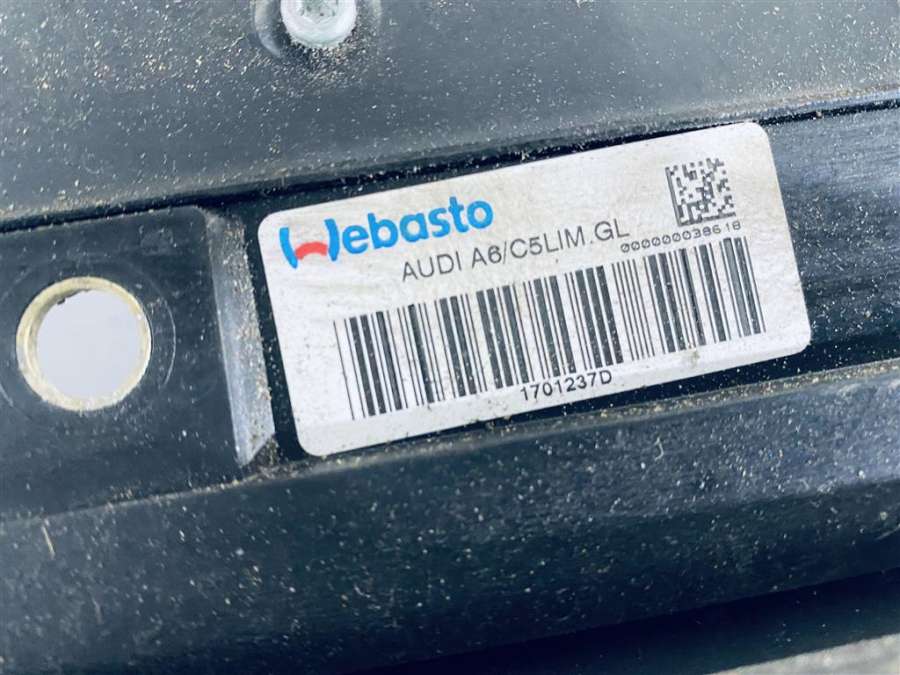 Webasto
AUDI A6/C5LIM.GL
000000038618
1701237D